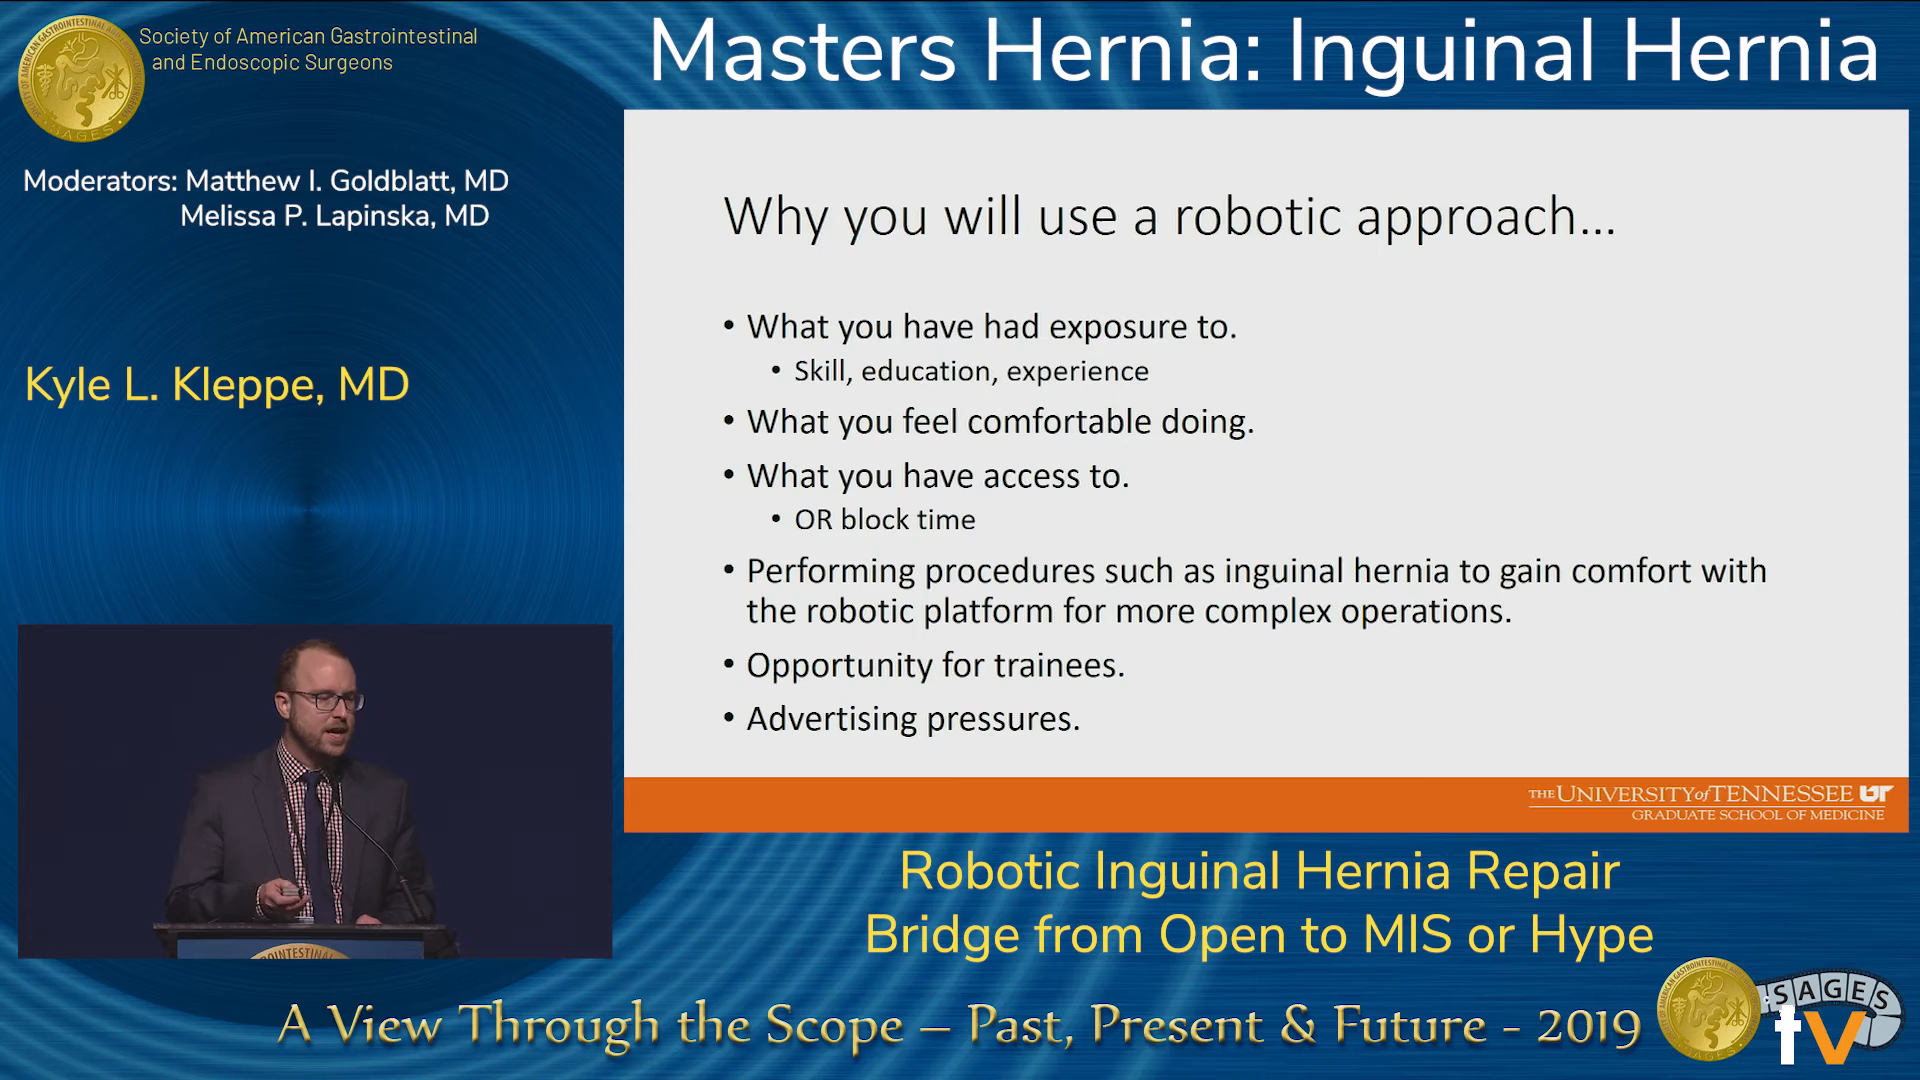 Society of American Gastrointestinal
and Endoscopic Surgeons
Masters Hernia: Inguinal Hernia
Moderators: Matthew I. Goldblatt, MD
Melissa P. Lapinska, MD
Kyle L. Kleppe, MD
Why you will use a robotic approach...
• What you have had exposure to.
• Skill, education, experience
• What you feel comfortable doing.
• What you have access to.
• OR block time
• Performing procedures such as inguinal hernia to gain comfort with
the robotic platform for more complex operations.
• Opportunity for trainees.
• Advertising pressures.
THE UNIVERSITY of TENNESSEE UT
GRADUATE SCHOOL OF MEDICINE
Robotic Inguinal Hernia Repair
Bridge from Open to MIS or Hype
A View Through the Scope – Past, Present & Future - 2019
SAGES
tv